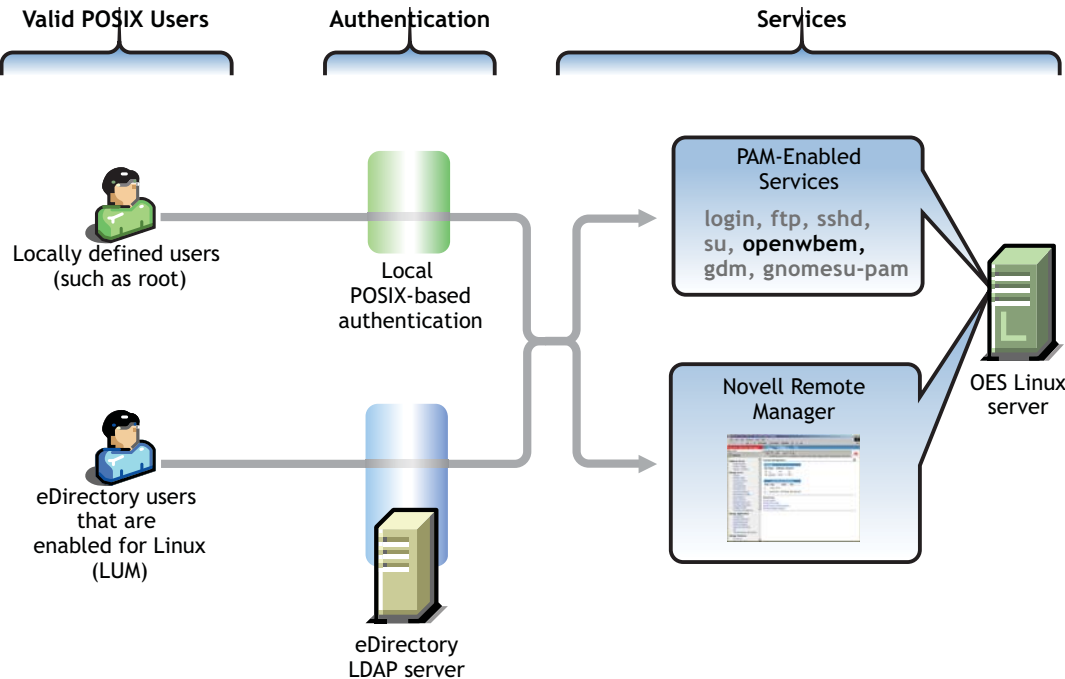 Valid POSIX Users
Authentication
Services
Locally defined users
(such as root)
Local
POSIX-based
authentication
PAM-Enabled
Services
login, ftp, sshd,
su, openwbem,
gdm, gnomesu-pam
OES Linux
server
Novell Remote
Manager
eDirectory users
that are
enabled for Linux
(LUM)
eDirectory
LDAP server